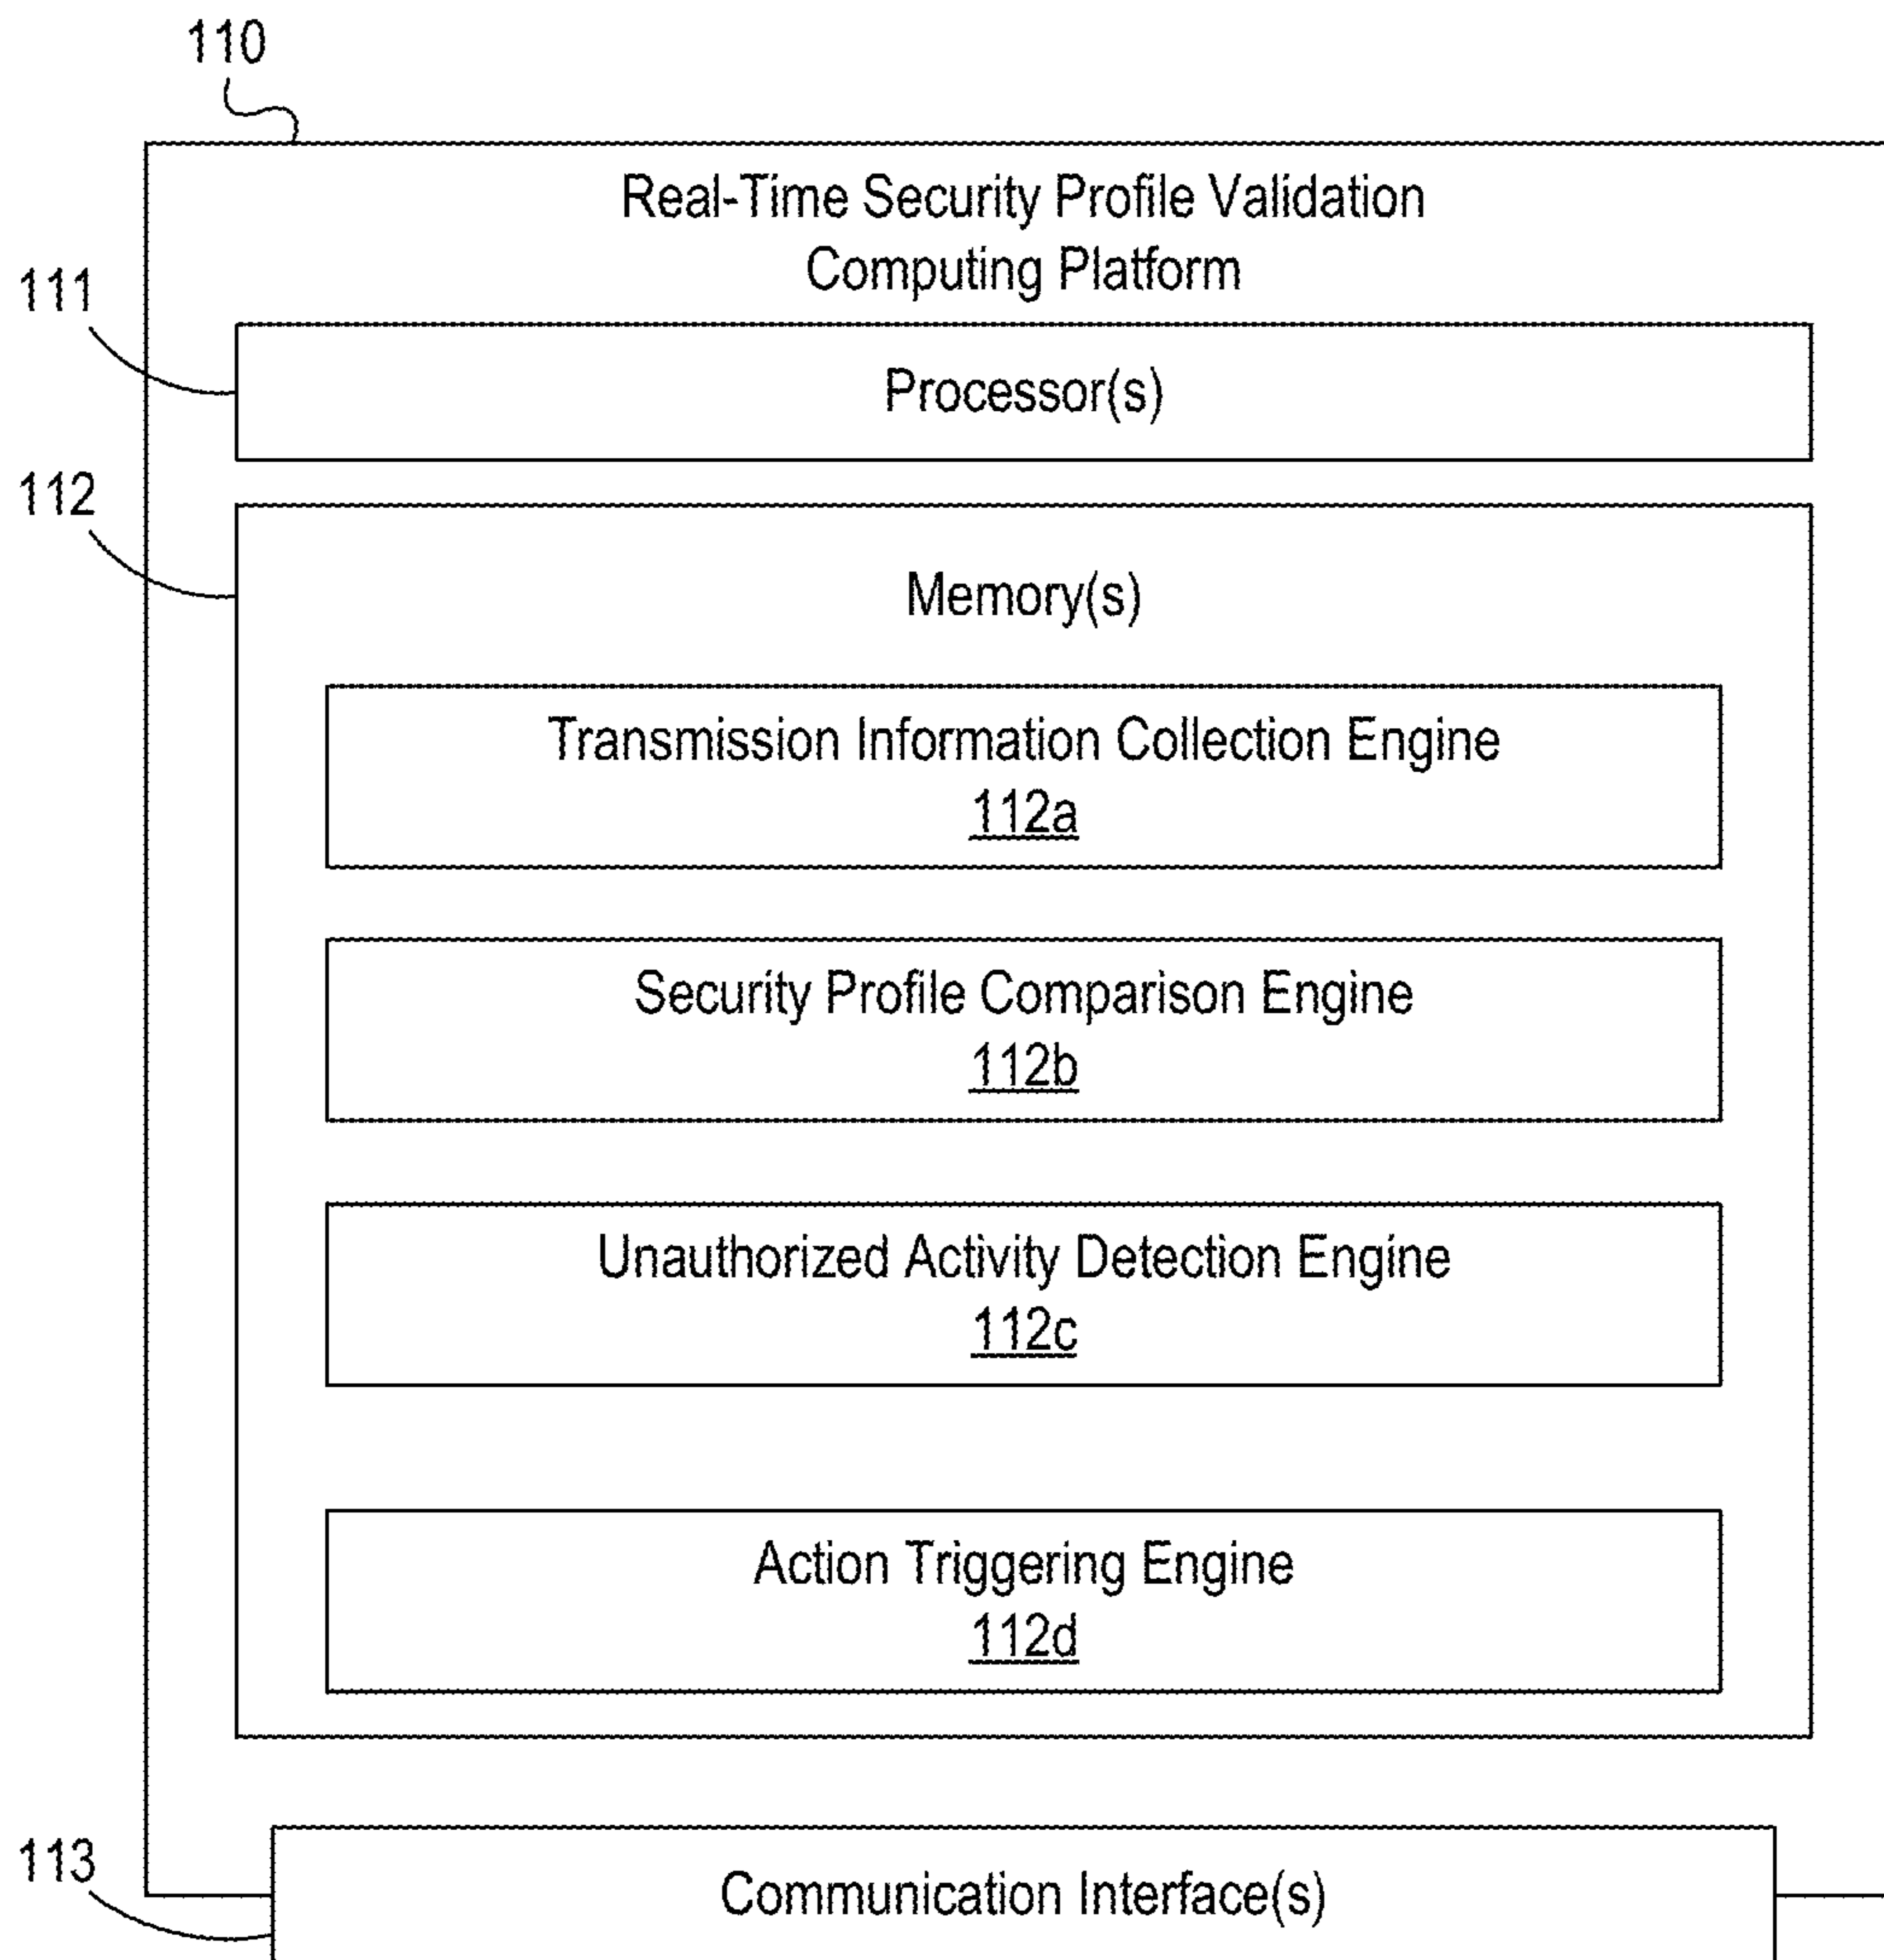 110
Real-Time Security Profile Validation
Computing Platform
111
Processor(s)
112
Memory(s)
Transmission Information Collection Engine
112a
Security Profile Comparison Engine
112b
Unauthorized Activity Detection Engine
112c
Action Triggering Engine
112d
113
Communication Interface(s)